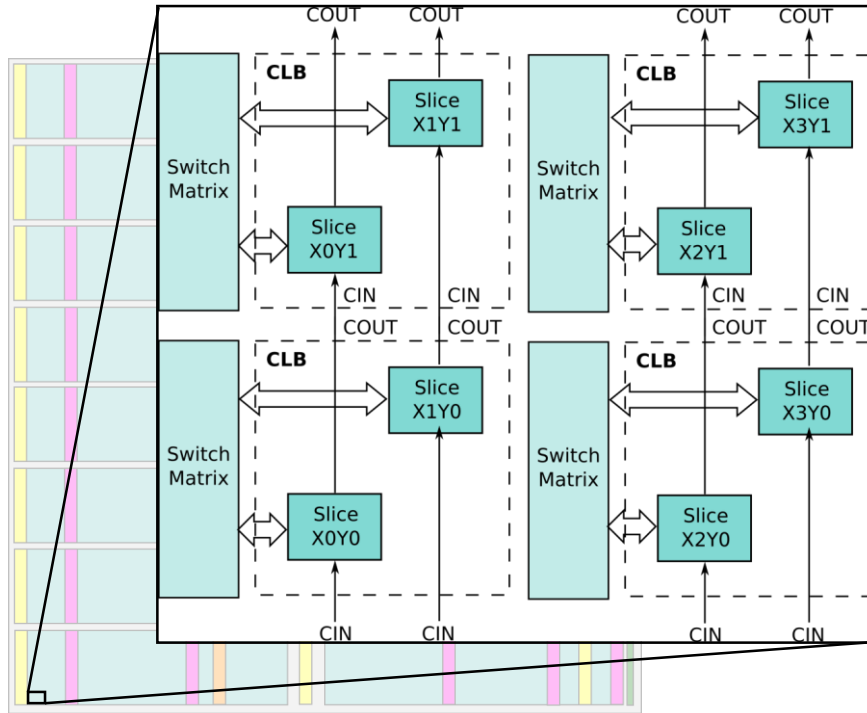 COUT
COUT
COUT
COUT
CLB
CLB
Slice
X1Y1
Slice
X3Y1
Switch
Matrix
Switch
Matrix
Slice
X0Y1
Slice
X2Y1
CIN
CIN
CIN
CIN
COUT
COUT
COUT
COUT
CLB
CLB
Slice
X1Y0
Slice
X3Y0
Switch
Matrix
Switch
Matrix
Slice
X0Y0
Slice
X2Y0
CIN
CIN
CIN
CIN